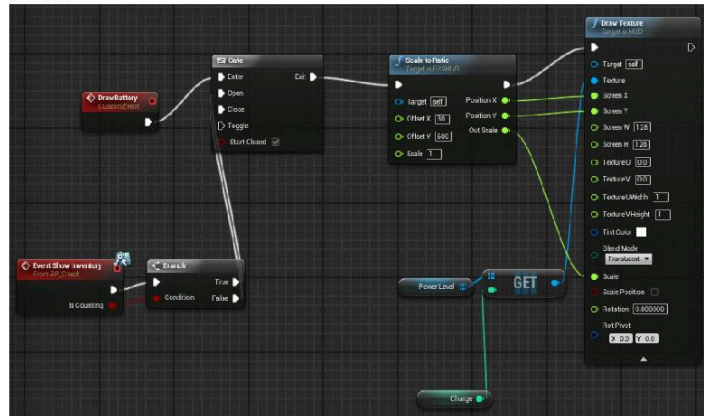 Draw Texture
Target is HUD
Gate
Enter
Exit
Open
Close
Toggle
Start Closed
DrawBattery
Custom Event
Scale to Ratio
Target is FPSHUD
Target self
Position X
Offset X 30
Position Y
Offset Y 600
Out Scale
Scale 1
Target self
Texture
Screen X
Screen Y
Screen W 128
Screen H 128
Texture U 0.0
Texture V 0.0
Texture UWidth 1
Texture VHeight 1
Tint Color
Blend Mode
Translucent
Scale
Scale Position
Rotation 0.000000
Rot Pivot
X 0.0 Y 0.0
Event Show Inventory
Is Counting
Branch
True
Condition
False
PowerLevel
GET
Charge